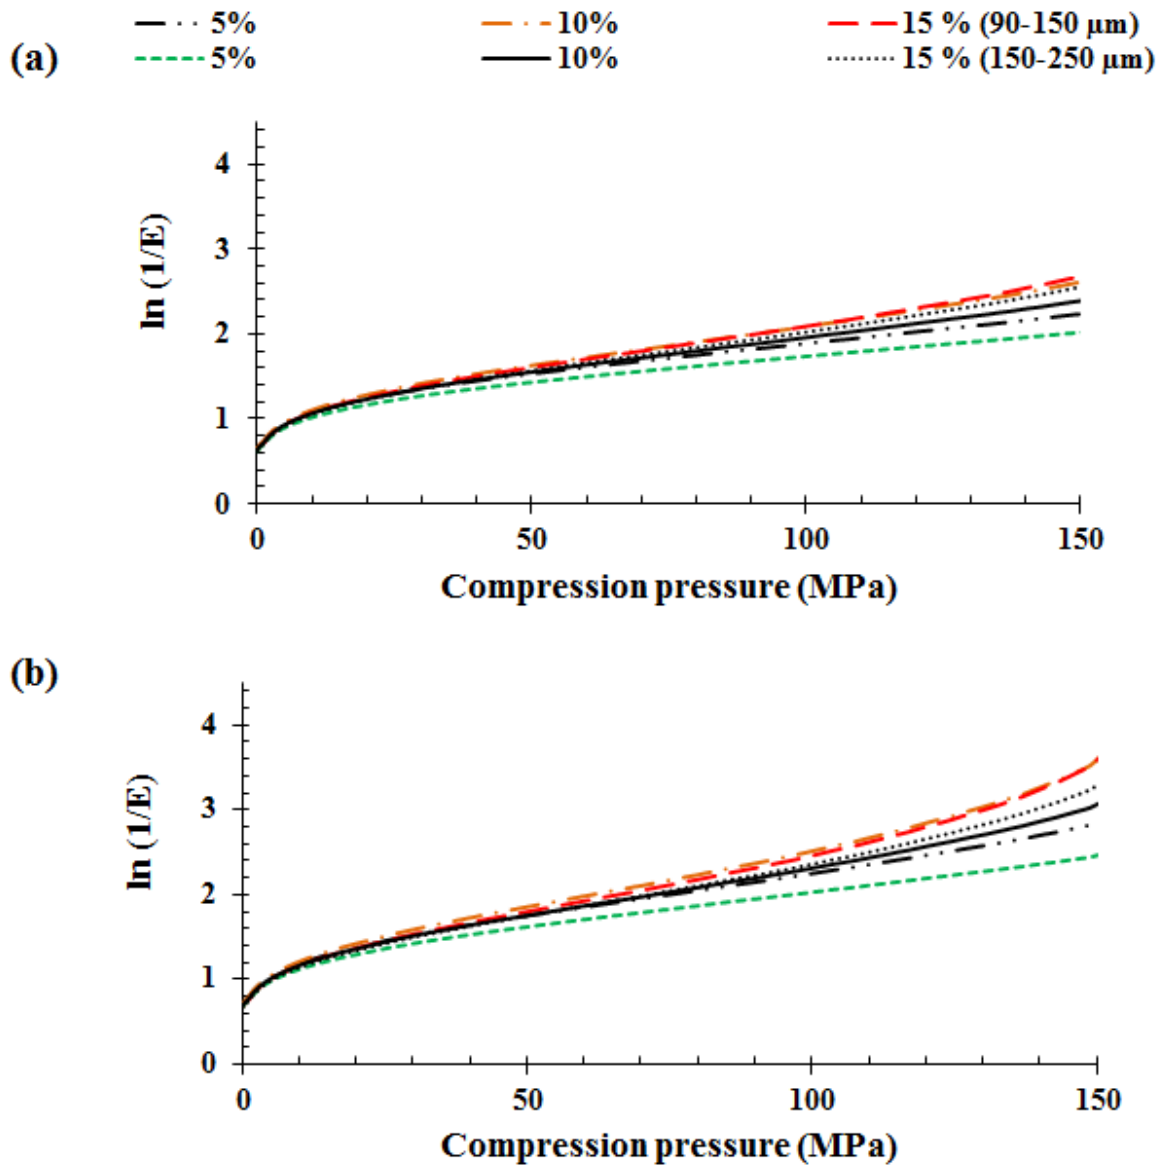 5% 10% 15 % (90-150 µm)
(a) 5% 10% 15 % (150-250 µm)
4
3
ln (1/E)
2
1
0
0 50 100 150
Compression pressure (MPa)
(b)
4
3
ln (1/E)
2
1
0
0 50 100 150
Compression pressure (MPa)